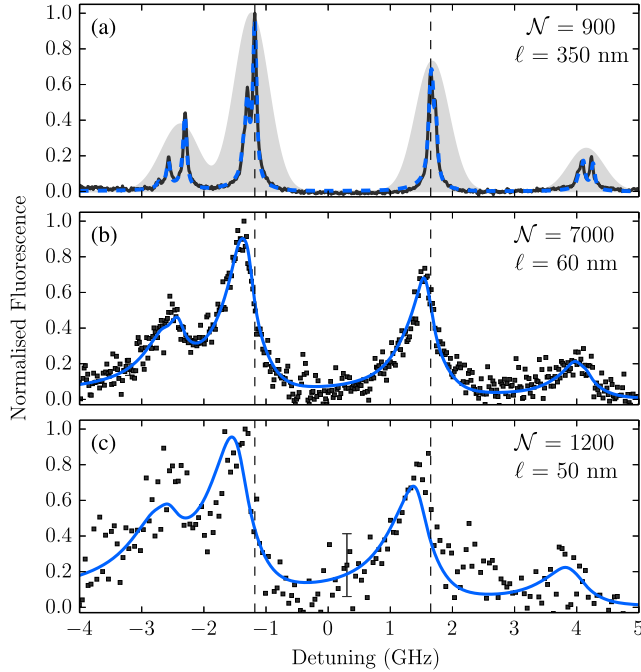 1.0
(a)
𝒩 = 900
ℓ = 350 nm
0.8
0.6
0.4
0.2
0.0
1.0
(b)
𝒩 = 7000
ℓ = 60 nm
0.8
0.6
0.4
0.2
0.0
Normalised Fluorescence
1.0
(c)
𝒩 = 1200
ℓ = 50 nm
0.8
0.6
0.4
0.2
0.0
−4 −3 −2 −1 0 1 2 3 4 5
Detuning (GHz)